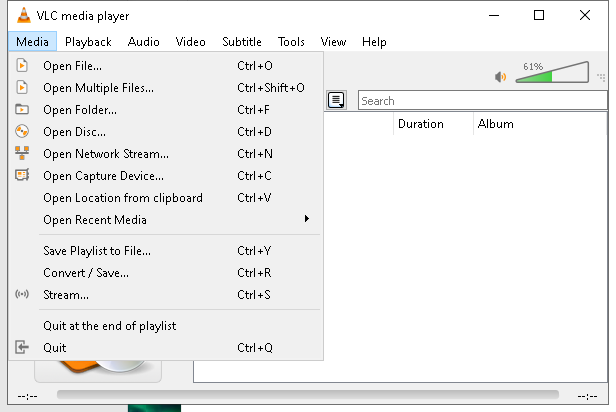 VLC media player
Media Playback Audio Video Subtitle Tools View Help
Open File... Ctrl+O
Open Multiple Files... Ctrl+Shift+O
Open Folder... Ctrl+F
Open Disc... Ctrl+D
Open Network Stream... Ctrl+N
Open Capture Device... Ctrl+C
Open Location from clipboard Ctrl+V
Open Recent Media
Save Playlist to File... Ctrl+Y
Convert / Save... Ctrl+R
Stream... Ctrl+S
Quit at the end of playlist
Quit Ctrl+Q
61%
Search
Duration Album
--:-- --:--